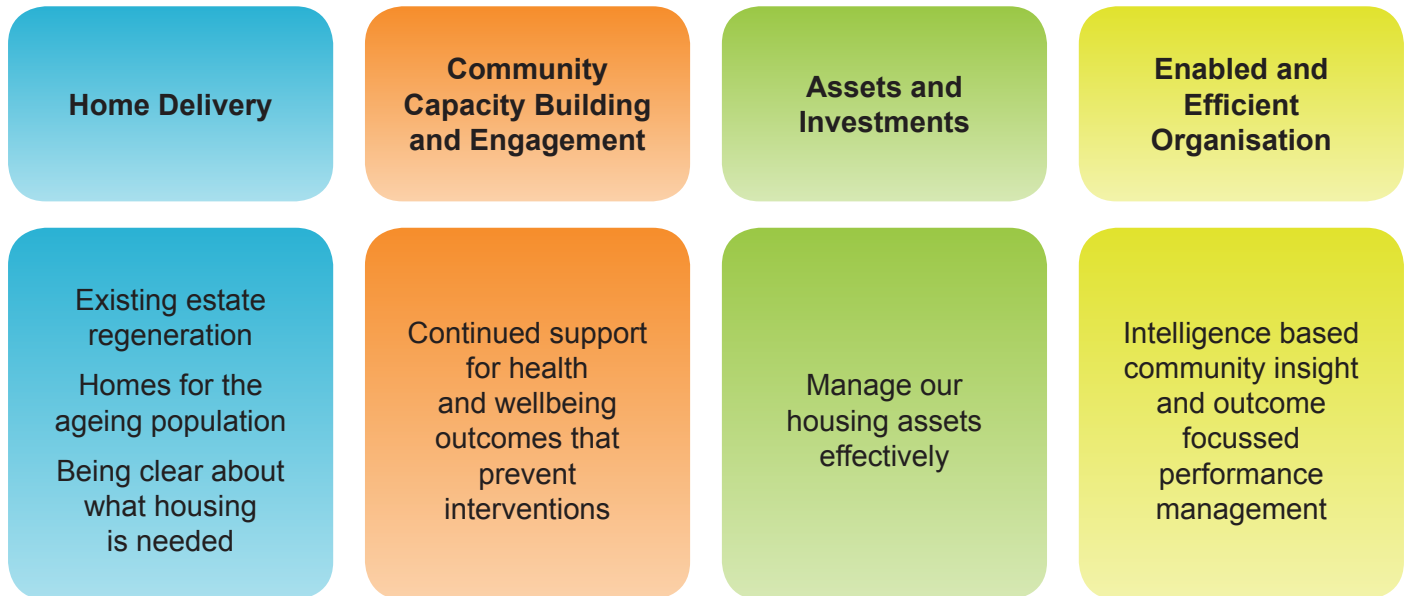 Home Delivery
Community
Capacity Building
and Engagement
Assets and
Investments
Enabled and
Efficient
Organisation
Existing estate
regeneration
Homes for the
ageing population
Being clear about
what housing
is needed
Continued support
for health
and wellbeing
outcomes that
prevent
interventions
Manage our
housing assets
effectively
Intelligence based
community insight
and outcome
focussed
performance
management